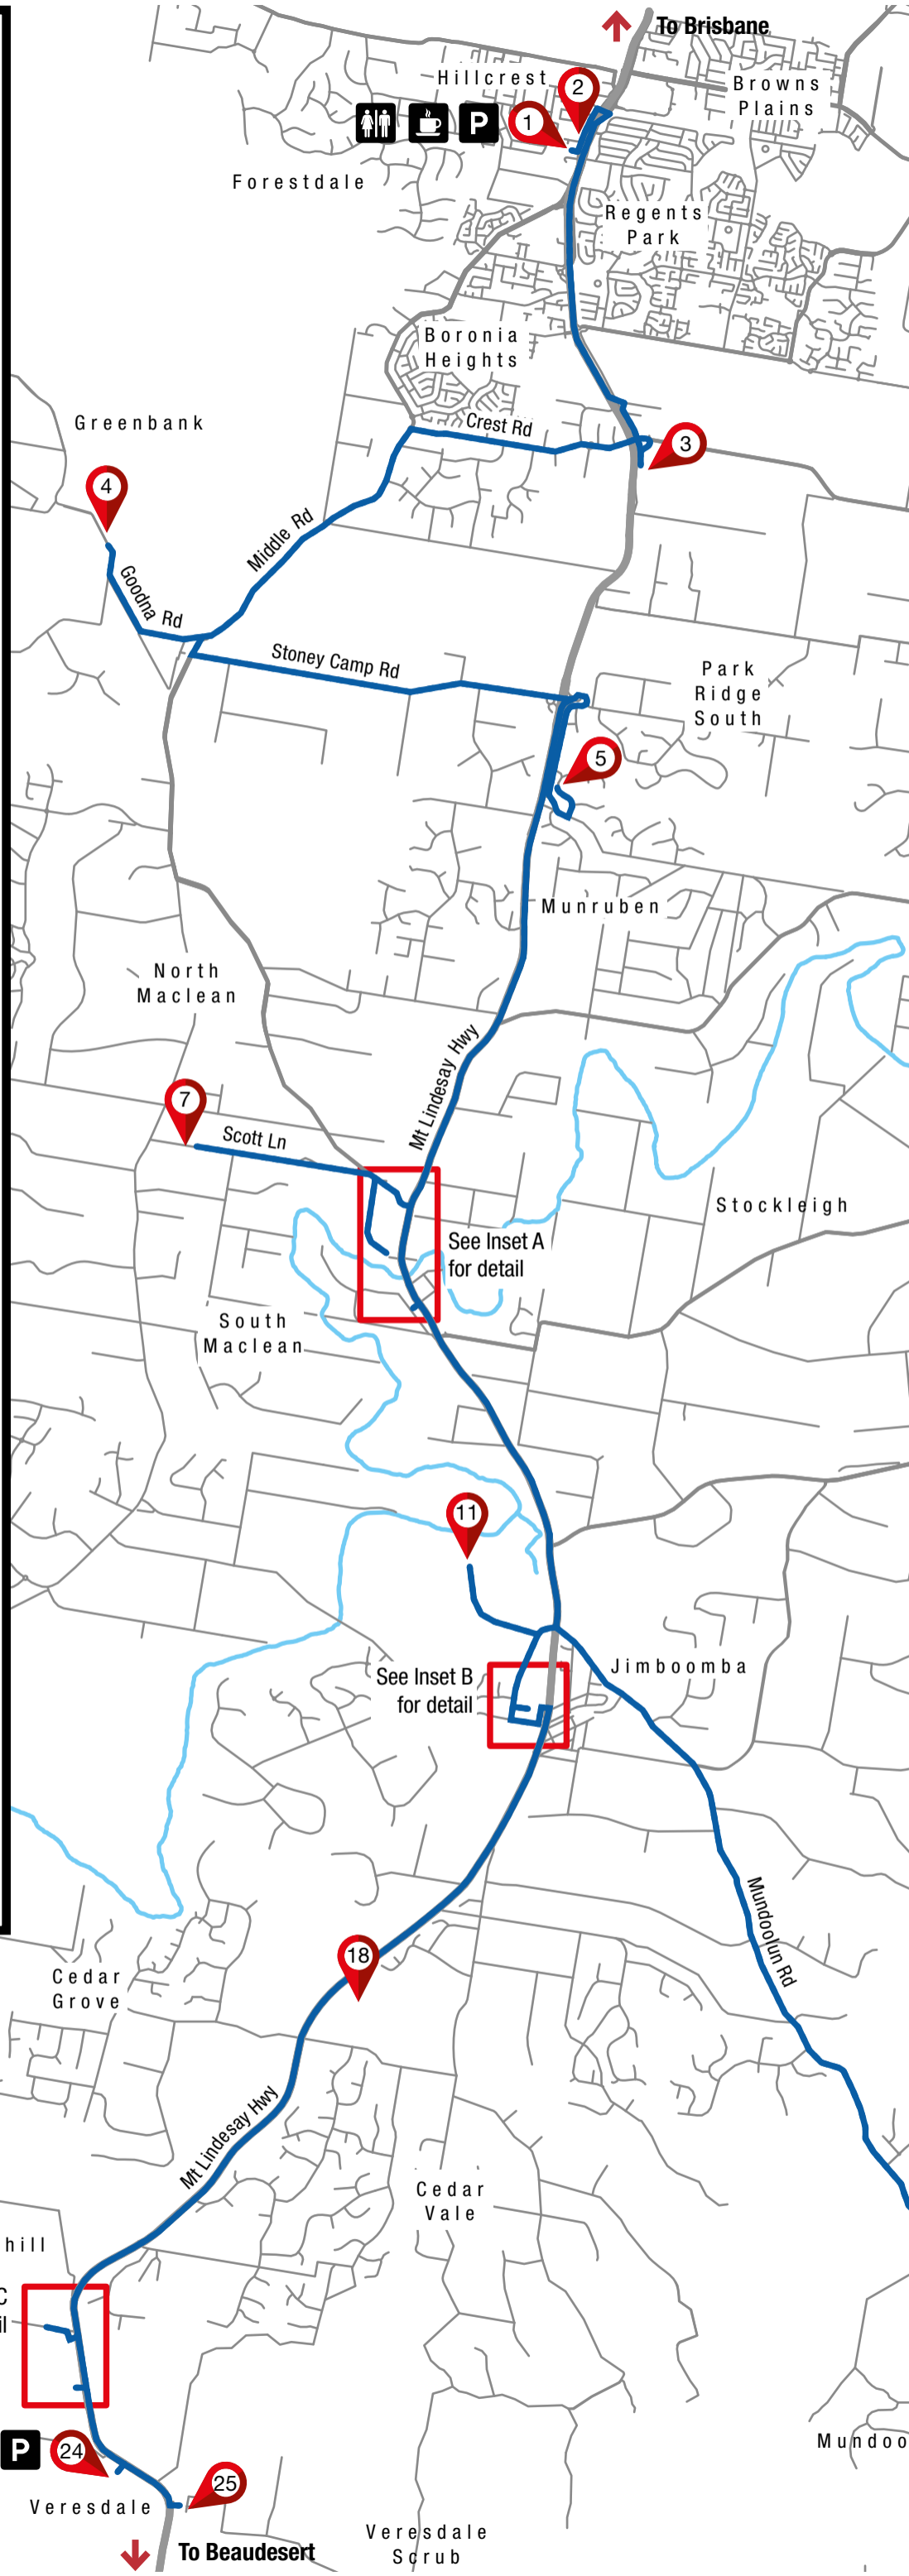 To Brisbane
Hillcrest
2
Browns
Plains
1
P
Forestdale
Regents
Park
Boronia
Heights
Greenbank
Crest Rd
3
4
Middle Rd
Goodna Rd
Stoney Camp Rd
Park
Ridge
South
5
Munruben
North
Maclean
Mt Lindesay Hwy
7
Scott Ln
Stockleigh
See Inset A
for detail
South
Maclean
11
Jimboomba
See Inset B
for detail
Mundoolun Rd
18
Cedar
Grove
Mt Lindesay Hwy
Cedar
Vale
hill
C
il
Mundoo
P
24
25
Veresdale
Veresdale
Scrub
To Beaudesert